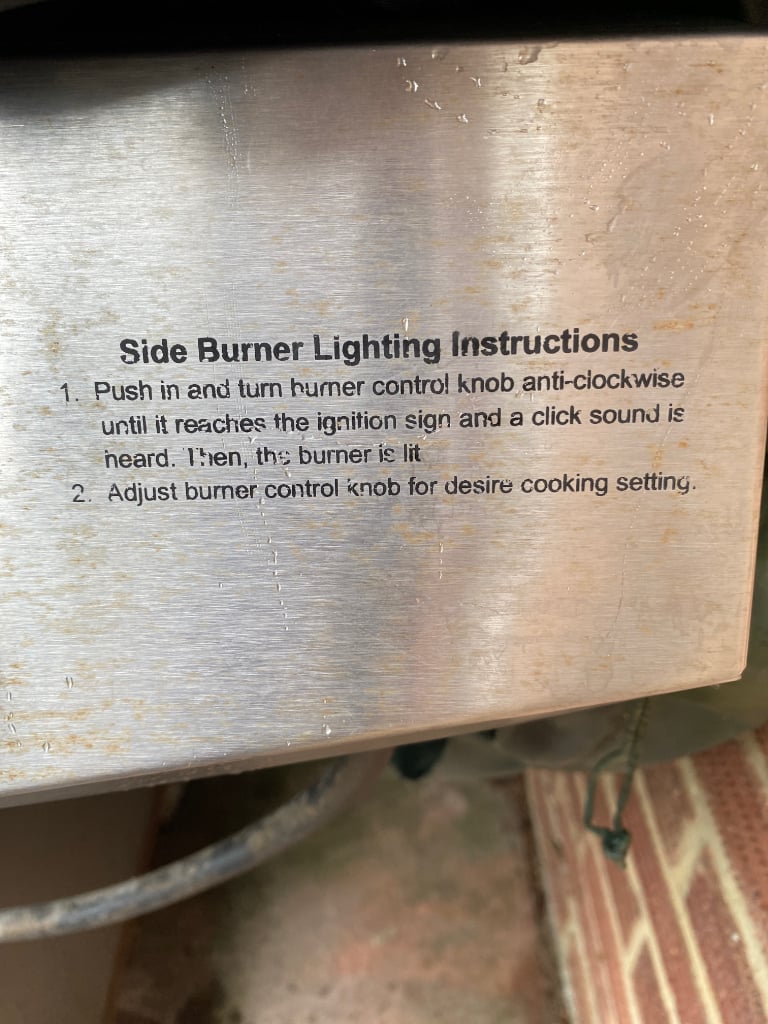 Side Burner Lighting Instructions
1. Push in and turn burner control knob anti-clockwise
until it reaches the ignition sign and a click sound is
heard. Then, the burner is lit
2. Adjust burner control knob for desire cooking setting.